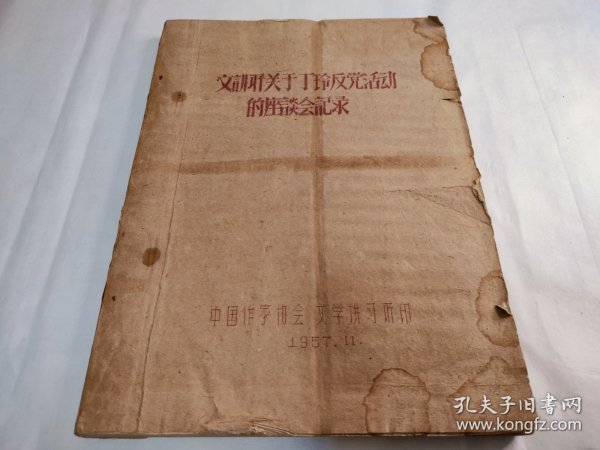 文讲所关于丁玲反党活动
的座談会記录
中国作家协会 文学讲习所印
1957.11.
孔夫子旧书网
www.kongfz.com